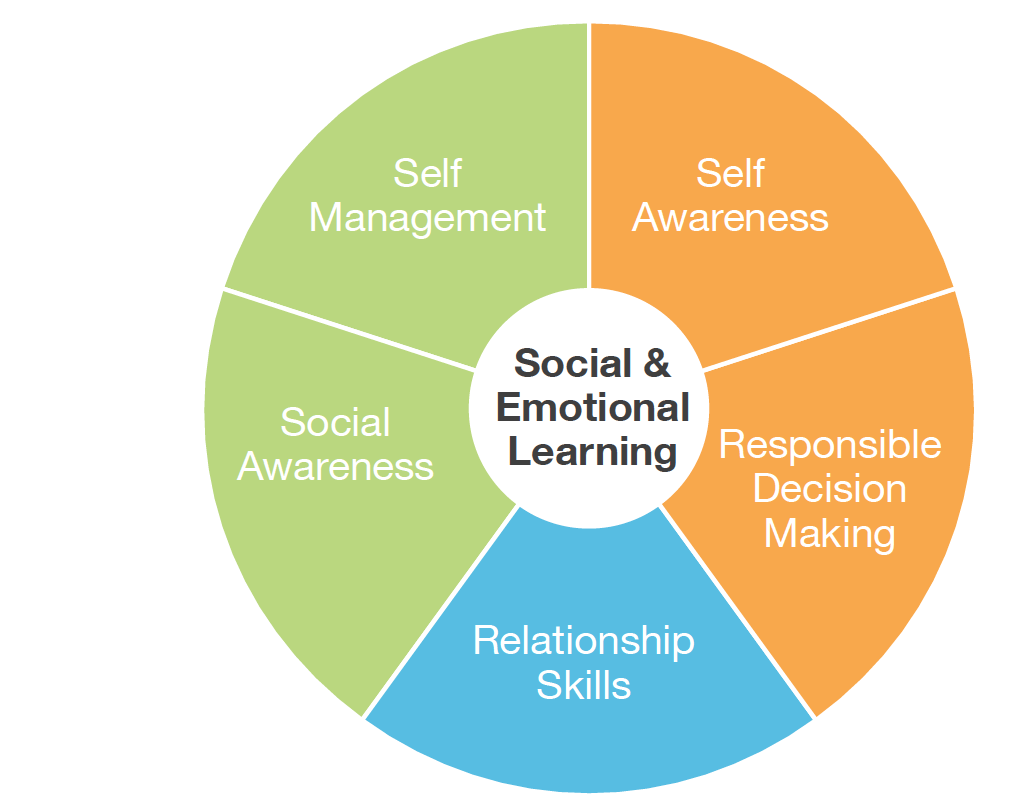 Self
Management
Self
Awareness
Social &
Emotional
Learning
Social
Awareness
Responsible
Decision
Making
Relationship
Skills